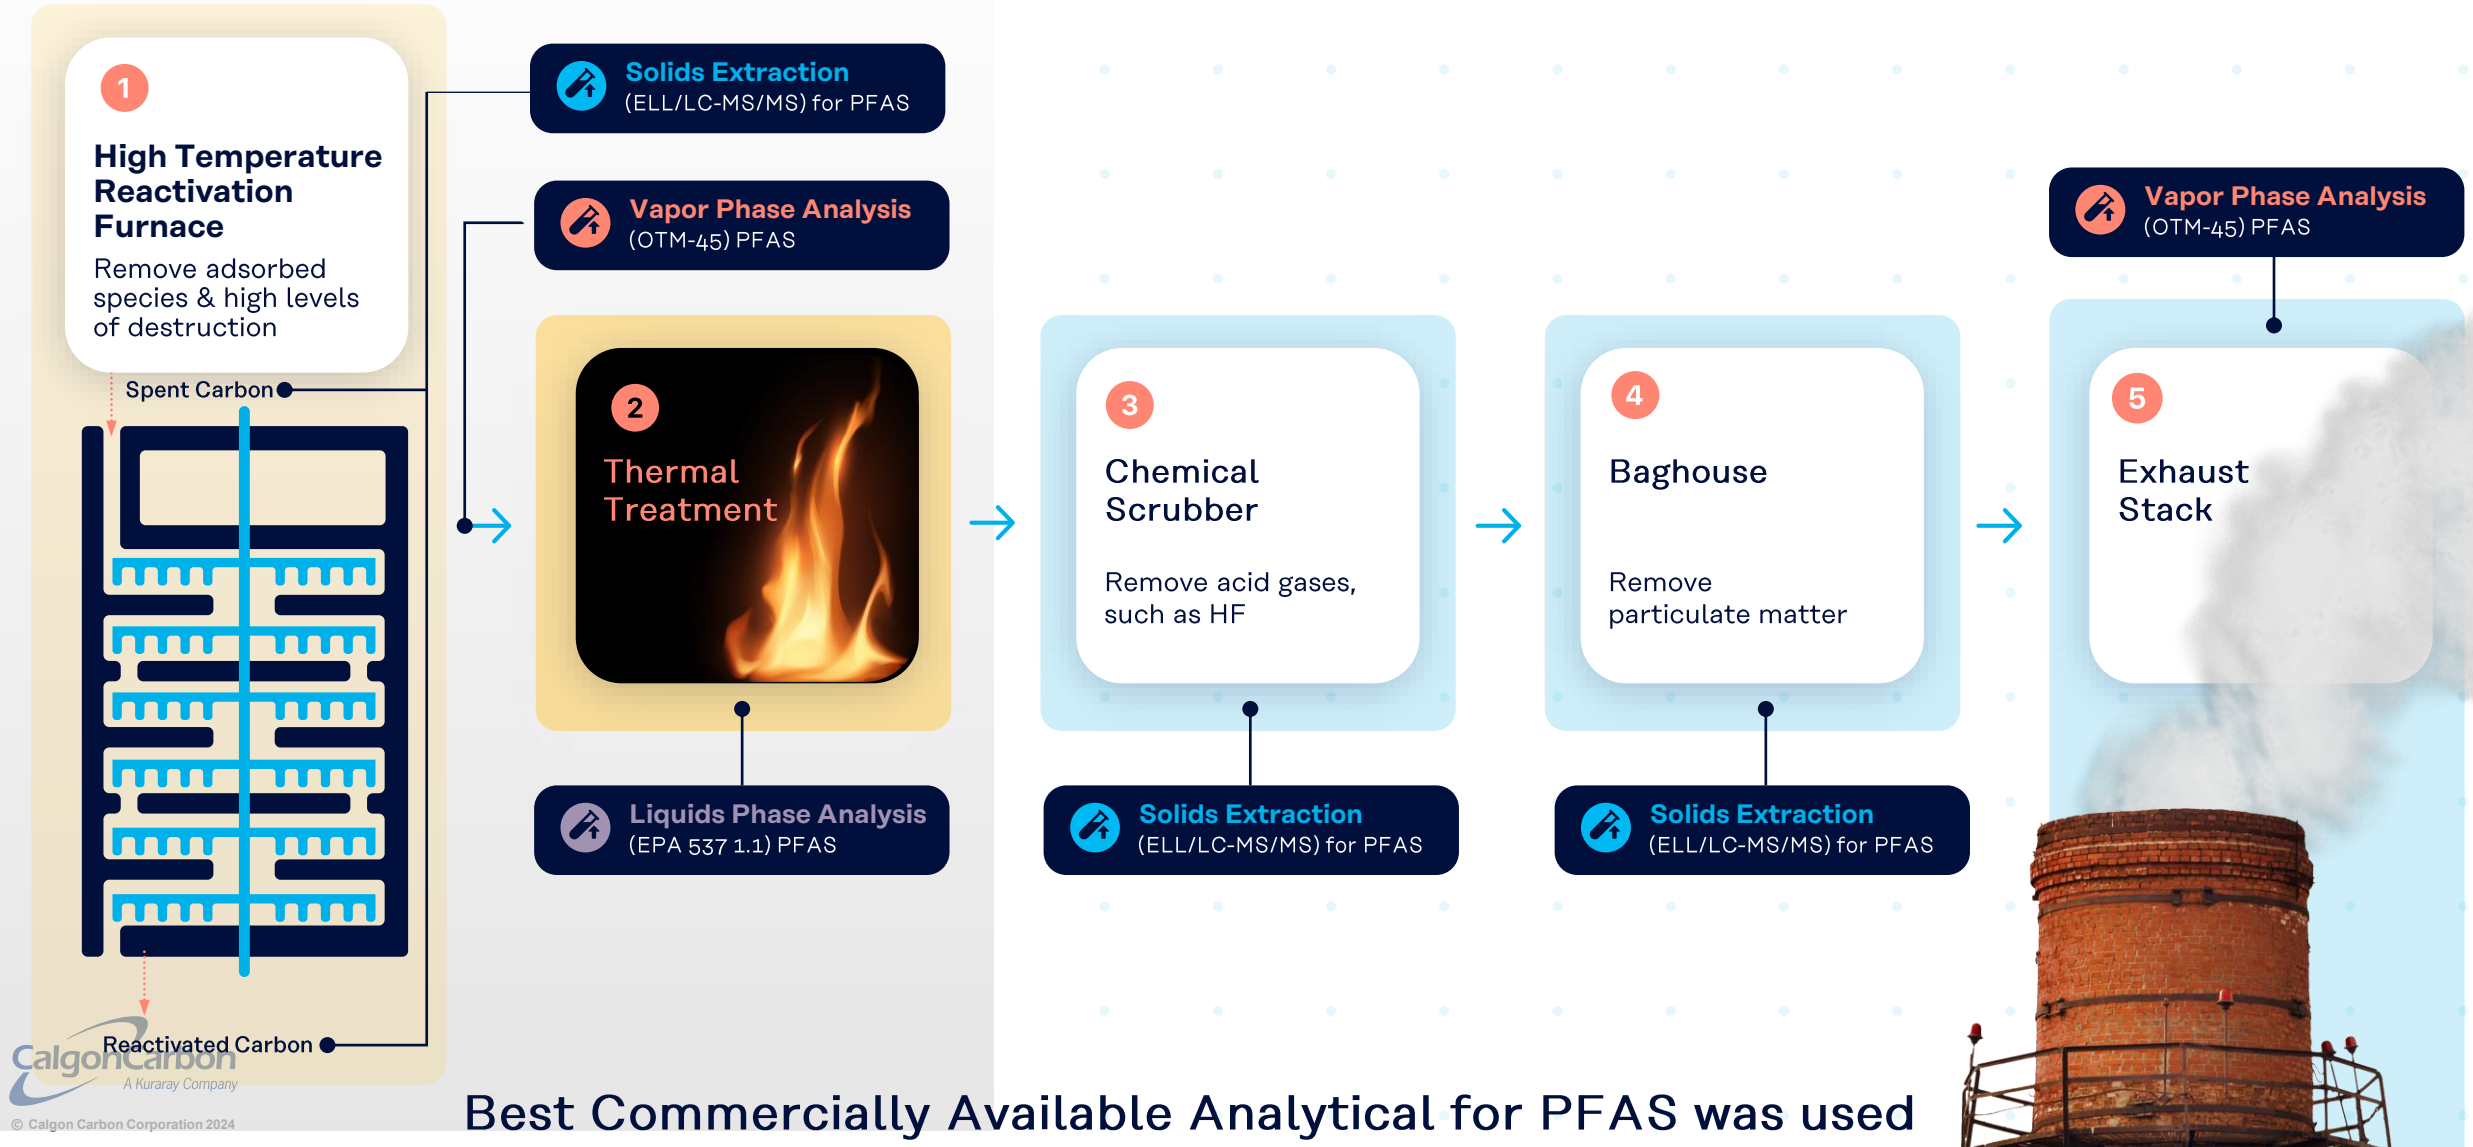 1
High Temperature
Reactivation
Furnace
Remove adsorbed
species & high levels
of destruction
Spent Carbon
Reactivated Carbon
Solids Extraction
(ELL/LC-MS/MS) for PFAS
Vapor Phase Analysis
(OTM-45) PFAS
2
Thermal
Treatment
Liquids Phase Analysis
(EPA 537 1.1) PFAS
3
Chemical
Scrubber
Remove acid gases,
such as HF
Solids Extraction
(ELL/LC-MS/MS) for PFAS
4
Baghouse
Remove
particulate matter
Solids Extraction
(ELL/LC-MS/MS) for PFAS
Vapor Phase Analysis
(OTM-45) PFAS
5
Exhaust
Stack
CalgonCarbon
A Kuraray Company
© Calgon Carbon Corporation 2024
Best Commercially Available Analytical for PFAS was used